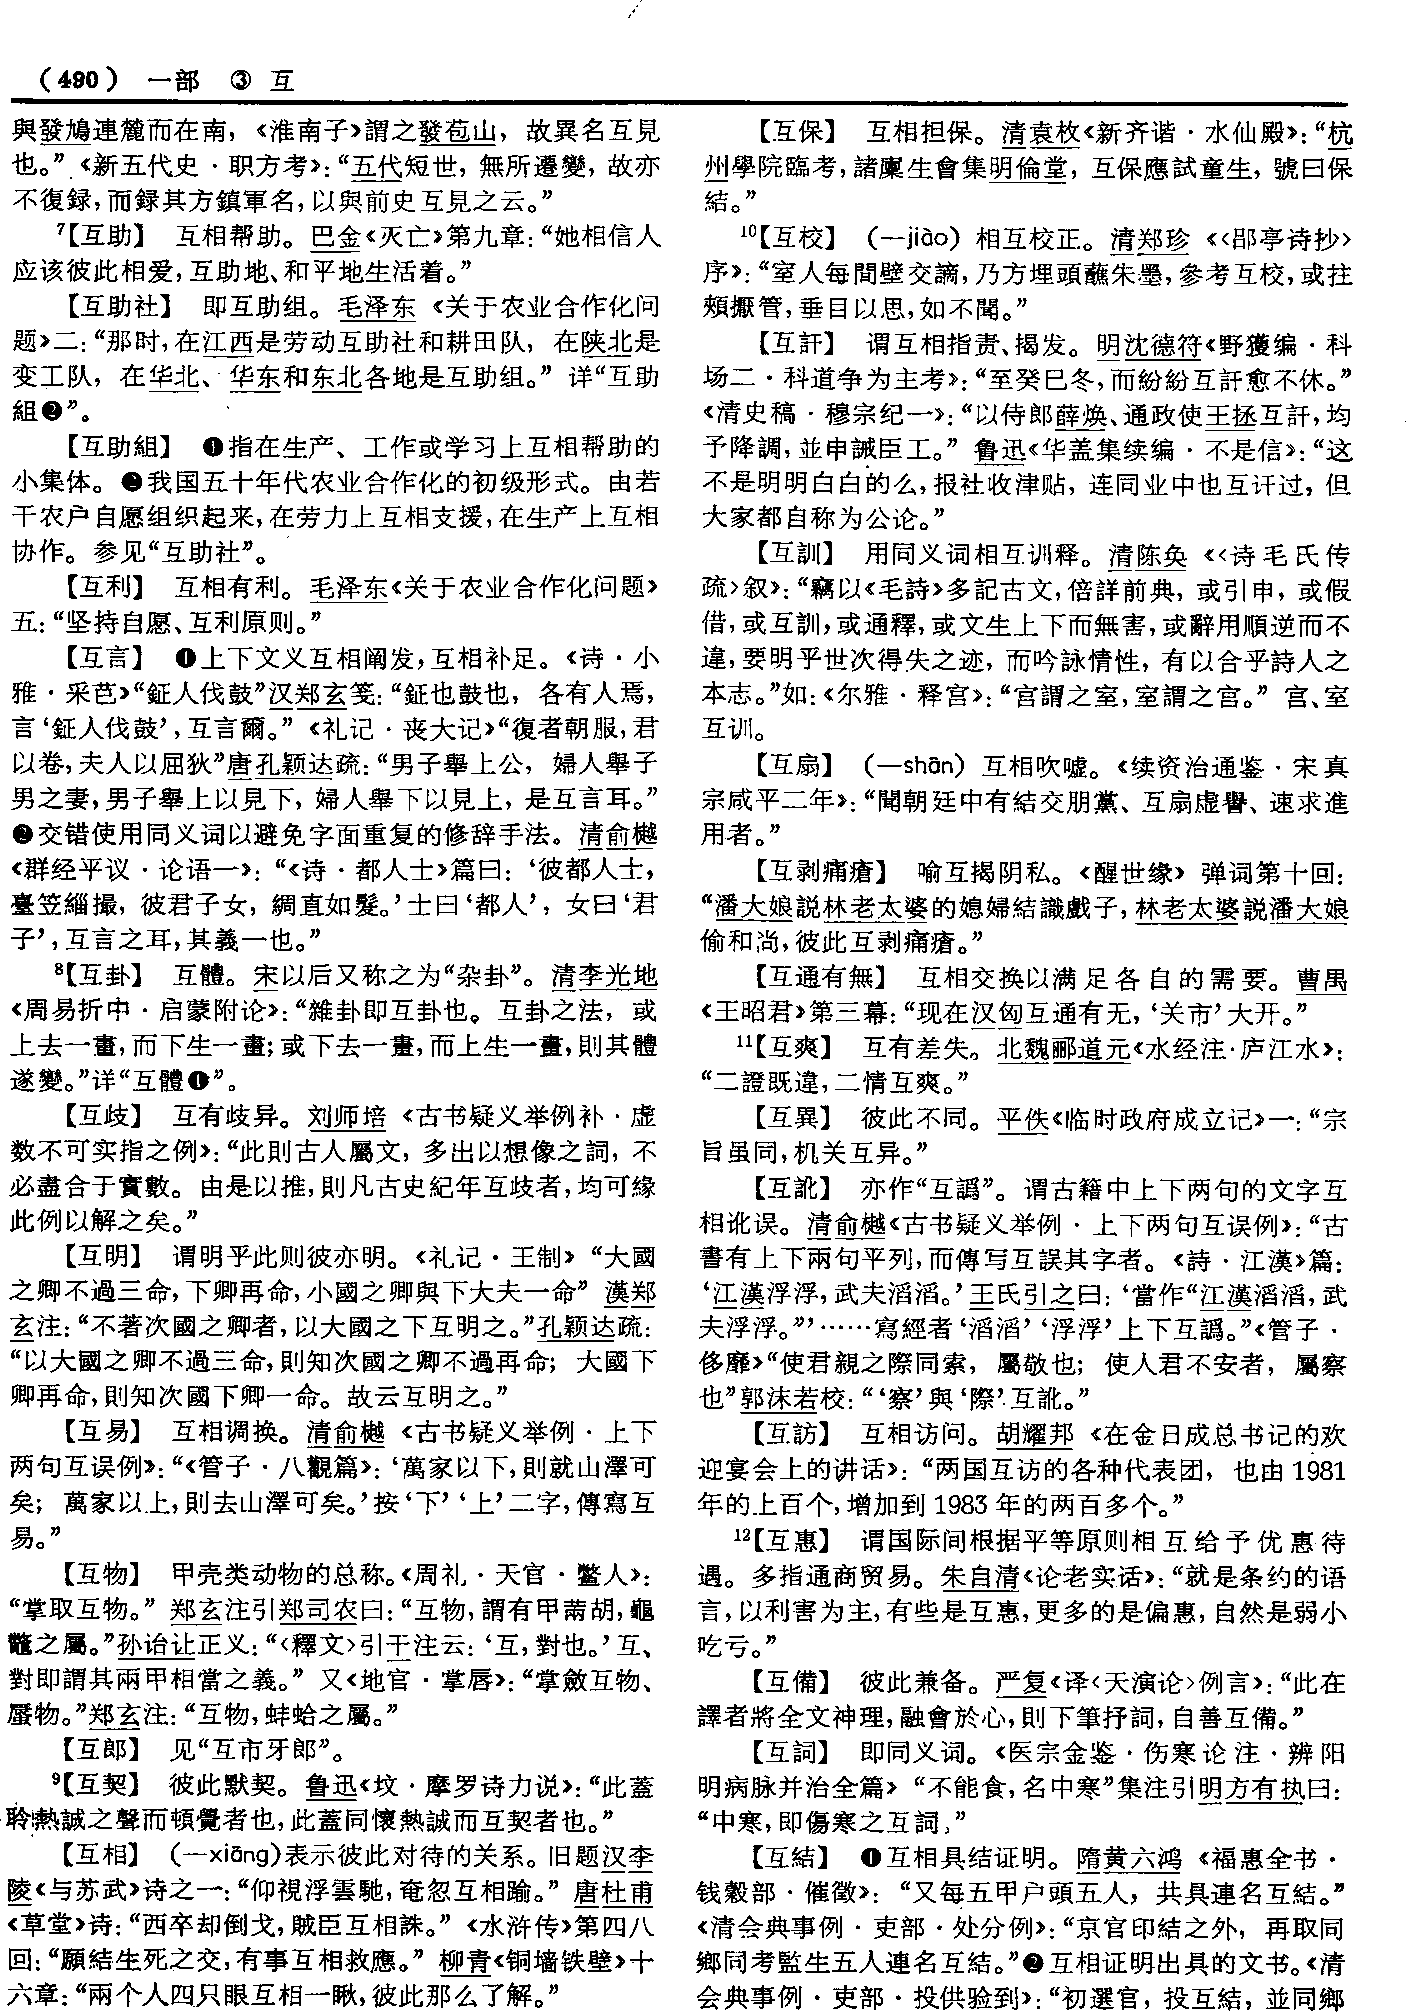 (490) 一部 ③ 互
與發鳩連麓而在南，《淮南子》謂之發苞山，故異名互見
也。”《新五代史·职方考》：“五代短世，無所遷變，故亦
不復録，而録其方鎮軍名，以與前史互見之云。”
⁷【互助】 互相帮助。巴金《灭亡》第九章：“她相信人
应该彼此相爱，互助地、和平地生活着。”
【互助社】 即互助组。毛泽东《关于农业合作化问
题》二：“那时，在江西是劳动互助社和耕田队，在陕北是
变工队，在华北、华东和东北各地是互助组。”详“互助
組❷”。
【互助組】 ❶指在生产、工作或学习上互相帮助的
小集体。❷我国五十年代农业合作化的初级形式。由若
干农户自愿组织起来，在劳力上互相支援，在生产上互相
协作。参见“互助社”。
【互利】 互相有利。毛泽东《关于农业合作化问题》
五：“坚持自愿、互利原则。”
【互言】 ❶上下文义互相阐发，互相补足。《诗·小
雅·采芑》“鉦人伐鼓”汉郑玄笺：“鉦也鼓也，各有人焉，
言‘鉦人伐鼓’，互言爾。”《礼记·丧大记》“復者朝服，君
以卷，夫人以屈狄”唐孔颖达疏：“男子舉上公，婦人舉子
男之妻，男子舉上以見下，婦人舉下以見上，是互言耳。”
❷交错使用同义词以避免字面重复的修辞手法。清俞樾
《群经平议·论语一》：“《诗·都人士》篇曰：‘彼都人士，
臺笠緇撮，彼君子女，綢直如髮。’士曰‘都人’，女曰‘君
子’，互言之耳，其義一也。”
⁸【互卦】 互體。宋以后又称之为“杂卦”。清李光地
《周易折中·启蒙附论》：“雜卦即互卦也。互卦之法，或
上去一畫，而下生一畫；或下去一畫，而上生一畫，則其體
遂變。”详“互體❶”。
【互歧】 互有歧异。刘师培《古书疑义举例补·虚
数不可实指之例》：“此則古人屬文，多出以想像之詞，不
必盡合于實數。由是以推，則凡古史紀年互歧者，均可緣
此例以解之矣。”
【互明】 谓明乎此则彼亦明。《礼记·王制》“大國
之卿不過三命，下卿再命，小國之卿與下大夫一命”漢郑
玄注：“不著次國之卿者，以大國之下互明之。”孔颖达疏：
“以大國之卿不過三命，則知次國之卿不過再命；大國下
卿再命，則知次國下卿一命。故云互明之。”
【互易】 互相调换。清俞樾《古书疑义举例·上下
两句互误例》：“《管子·八觀篇》：‘萬家以下，則就山澤可
矣；萬家以上，則去山澤可矣。’按‘下’‘上’二字，傳寫互
易。”
【互物】 甲壳类动物的总称。《周礼·天官·鳖人》：
“掌取互物。”郑玄注引郑司农曰：“互物，謂有甲䓣胡，龜
鼈之屬。”孙诒让正义：“《釋文》引干注云：‘互，對也。’互、
對即謂其兩甲相當之義。”又《地官·掌唇》：“掌斂互物、
蜃物。”郑玄注：“互物，蚌蛤之屬。”
【互郎】 见“互市牙郎”。
⁹【互契】 彼此默契。鲁迅《坟·摩罗诗力说》：“此蓋
聆熱誠之聲而頓覺者也，此蓋同懷熱誠而互契者也。”
【互相】 (一xiāng)表示彼此对待的关系。旧题汉李
陵《与苏武》诗之一：“仰視浮雲馳，奄忽互相踰。”唐杜甫
《草堂》诗：“西卒却倒戈，賊臣互相誅。”《水浒传》第四八
回：“願結生死之交，有事互相救應。”柳青《铜墙铁壁》十
六章：“兩个人四只眼互相一瞅，彼此那么了解。”
【互保】 互相担保。清袁枚《新齐谐·水仙殿》：“杭
州學院臨考，諸廩生會集明倫堂，互保應試童生，號曰保
結。”
¹⁰【互校】 (一jiào) 相互校正。清郑珍《〈郘亭诗抄〉
序》：“室人每間壁交謫，乃方埋頭蘸朱墨，參考互校，或拄
頰擫管，垂目以思，如不聞。”
【互訐】 谓互相指责、揭发。明沈德符《野獲编·科
场二·科道争为主考》：“至癸巳冬，而紛紛互訐愈不休。”
《清史稿·穆宗纪一》：“以侍郎薛焕、通政使王拯互訐，均
予降調，並申誡臣工。”鲁迅《华盖集续编·不是信》：“这
不是明明白白的么，报社收津贴，连同业中也互讦过，但
大家都自称为公论。”
【互訓】 用同义词相互训释。清陈奂《〈诗毛氏传
疏〉叙》：“竊以《毛詩》多記古文，倍詳前典，或引申，或假
借，或互訓，或通釋，或文生上下而無害，或辭用順逆而不
違，要明乎世次得失之迹，而吟詠情性，有以合乎詩人之
本志。”如：《尔雅·释宫》：“宫謂之室，室謂之宫。”宫、室
互训。
【互扇】 (一shān) 互相吹嘘。《续资治通鉴·宋真
宗咸平二年》：“聞朝廷中有結交朋黨、互扇虚譽、速求進
用者。”
【互剥痛瘡】 喻互揭阴私。《醒世缘》弹词第十回：
“潘大娘説林老太婆的媳婦結識戲子，林老太婆説潘大娘
偷和尚，彼此互剥痛瘡。”
【互通有無】 互相交换以满足各自的需要。曹禺
《王昭君》第三幕：“现在汉匈互通有无，‘关市’大开。”
¹¹【互爽】 互有差失。北魏郦道元《水经注·庐江水》：
“二證既違，二情互爽。”
【互異】 彼此不同。平佚《临时政府成立记》一：“宗
旨虽同，机关互异。”
【互訛】 亦作“互譌”。谓古籍中上下两句的文字互
相讹误。清俞樾《古书疑义举例·上下两句互误例》：“古
書有上下兩句平列，而傳写互誤其字者。《詩·江漢》篇：
‘江漢浮浮，武夫滔滔。’王氏引之曰：‘當作“江漢滔滔，武
夫浮浮。”’……寫經者‘滔滔’‘浮浮’上下互譌。”《管子·
侈靡》“使君親之際同索，屬敬也；使人君不安者，屬察
也”郭沫若校：“‘察’與‘際’互訛。”
【互訪】 互相访问。胡耀邦《在金日成总书记的欢
迎宴会上的讲话》：“两国互访的各种代表团，也由1981
年的上百个，增加到1983年的两百多个。”
¹²【互惠】 谓国际间根据平等原则相互给予优惠待
遇。多指通商贸易。朱自清《论老实话》：“就是条约的语
言，以利害为主，有些是互惠，更多的是偏惠，自然是弱小
吃亏。”
【互備】 彼此兼备。严复《译〈天演论〉例言》：“此在
譯者將全文神理，融會於心，則下筆抒詞，自善互備。”
【互詞】 即同义词。《医宗金鉴·伤寒论注·辨阳
明病脉并治全篇》“不能食，名中寒”集注引明方有执曰：
“中寒，即傷寒之互詞。”
【互結】 ❶互相具结证明。隋黄六鸿《福惠全书·
钱穀部·催徵》：“又每五甲户頭五人，共具連名互結。”
《清会典事例·吏部·处分例》：“京官印結之外，再取同
鄉同考監生五人連名互結。”❷互相证明出具的文书。《清
会典事例·吏部·投供验到》：“初選官，投互結，並同鄉